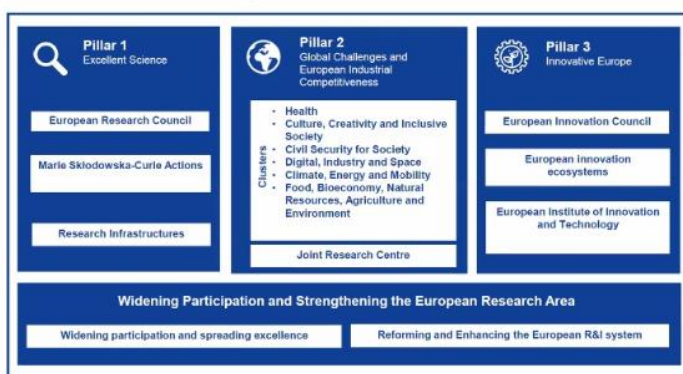 Pillar 1
Excellent Science
European Research Council
Marie Skłodowska-Curie Actions
Research Infrastructures
Pillar 2
Global Challenges and
European Industrial
Competitiveness
Clusters
• Health
• Culture, Creativity and Inclusive
Society
• Civil Security for Society
• Digital, Industry and Space
• Climate, Energy and Mobility
• Food, Bioeconomy, Natural
Resources, Agriculture and
Environment
Joint Research Centre
Pillar 3
Innovative Europe
European Innovation Council
European innovation
ecosystems
European Institute of Innovation
and Technology
Widening Participation and Strengthening the European Research Area
Widening participation and spreading excellence
Reforming and Enhancing the European R&I system